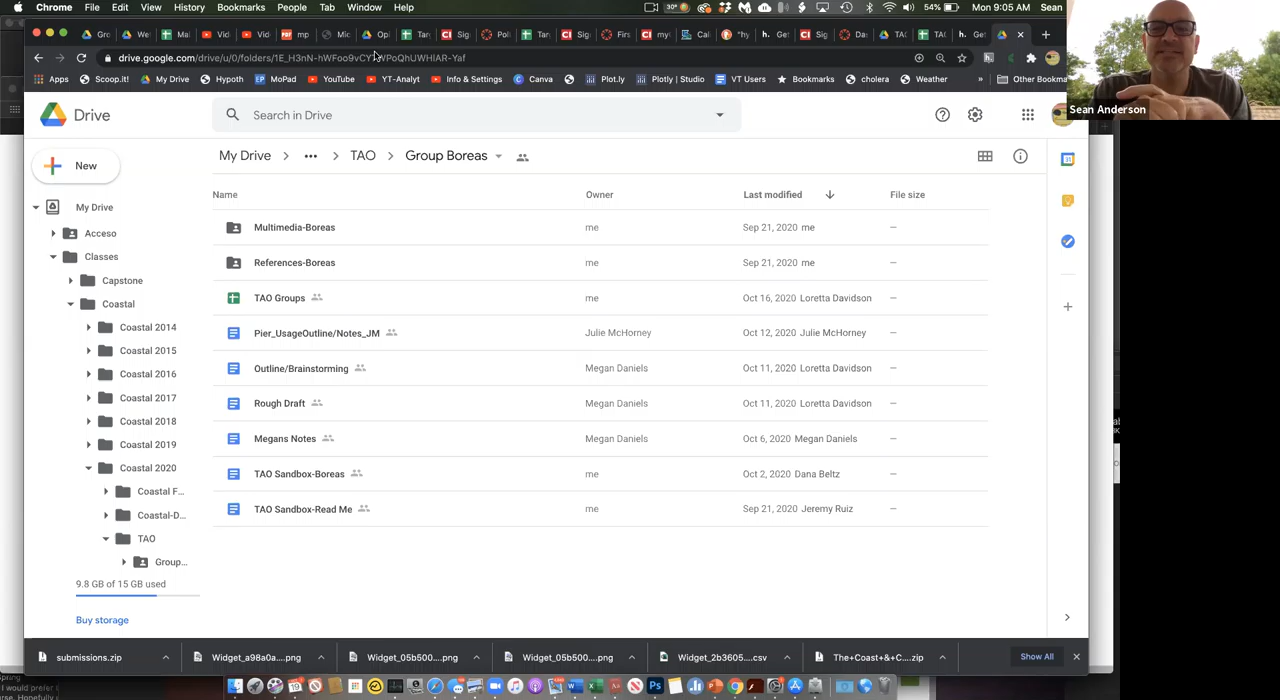 Chrome File Edit View History Bookmarks People Tab Window Help 30° 54% Mon 9:05 AM Sean
drive.google.com/drive/u/0/folders/
Apps Scoop.it! My Drive Hypoth MoPad YouTube YT-Analyt Info & Settings Canva Plot.ly Plotly | Studio VT Users Bookmarks cholera Weather » Other Bookma
Sean Anderson
Drive Search in Drive
New
My Drive > ••• > TAO > Group Boreas
Name Owner Last modified File size
My Drive
Acceso
Classes
Capstone
Coastal
Coastal 2014
Coastal 2015
Coastal 2016
Coastal 2017
Coastal 2018
Coastal 2019
Coastal 2020
Coastal F...
Coastal-D...
TAO
Group...
9.8 GB of 15 GB used
Buy storage
Multimedia-Boreas me Sep 21, 2020 me –
References-Boreas me Sep 21, 2020 me –
TAO Groups me Oct 16, 2020 Loretta Davidson –
Pier_UsageOutline/Notes_JM Julie McHorney Oct 12, 2020 Julie McHorney –
Outline/Brainstorming Megan Daniels Oct 11, 2020 Loretta Davidson –
Rough Draft Megan Daniels Oct 11, 2020 Loretta Davidson –
Megans Notes Megan Daniels Oct 6, 2020 Megan Daniels –
TAO Sandbox-Boreas me Oct 2, 2020 Dana Beltz –
TAO Sandbox-Read Me me Sep 21, 2020 Jeremy Ruiz –
submissions.zip Widget_a98a0a....png Widget_05b500....png Widget_05b500....png Widget_2b3605....csv The+Coast+&+C....zip Show All